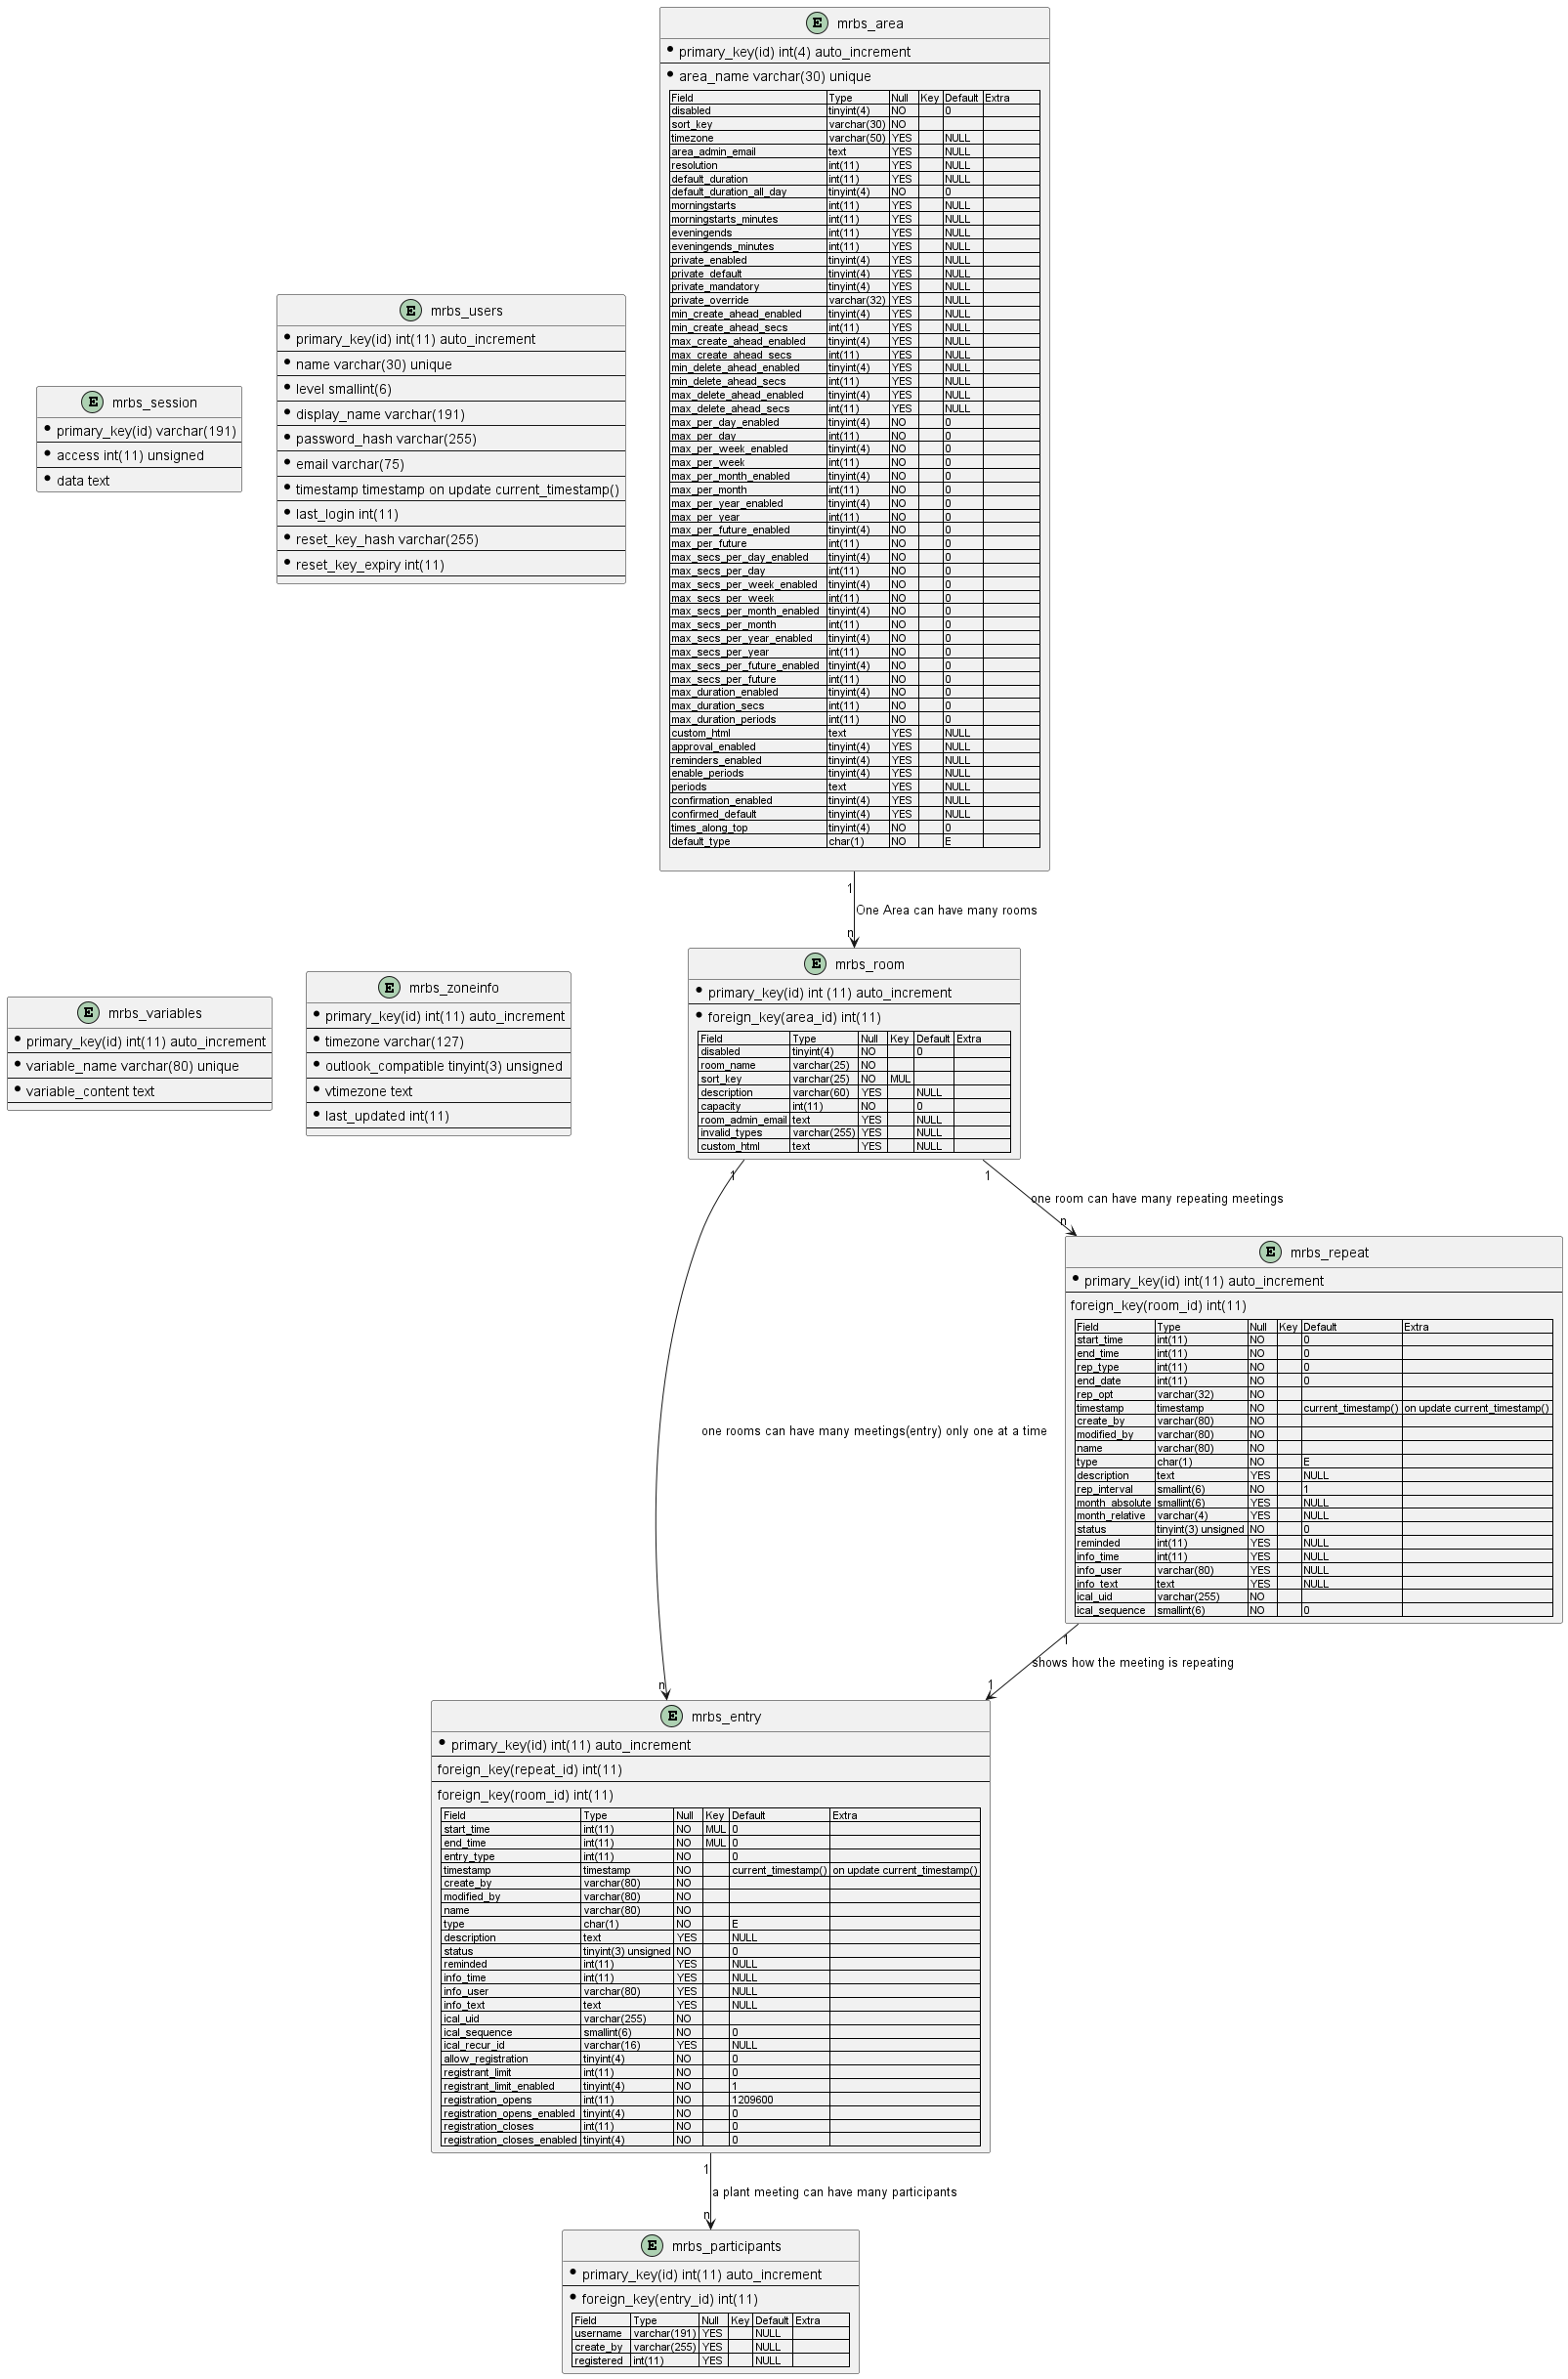 E mrbs_area
primary_key(id) int(4) auto_increment
area_name varchar(30) unique
Field Type Null Key Default Extra
disabled tinyint(4) NO 0
sort_key varchar(30) NO
timezone varchar(50) YES NULL
area_admin_email text YES NULL
resolution int(11) YES NULL
default_duration int(11) YES NULL
default_duration_all_day tinyint(4) NO 0
morningstarts int(11) YES NULL
morningstarts_minutes int(11) YES NULL
eveningends int(11) YES NULL
eveningends_minutes int(11) YES NULL
private_enabled tinyint(4) YES NULL
private_default tinyint(4) YES NULL
private_mandatory tinyint(4) YES NULL
private_override varchar(32) YES NULL
min_create_ahead_enabled tinyint(4) YES NULL
min_create_ahead_secs int(11) YES NULL
max_create_ahead_enabled tinyint(4) YES NULL
max_create_ahead_secs int(11) YES NULL
min_delete_ahead_enabled tinyint(4) YES NULL
min_delete_ahead_secs int(11) YES NULL
max_delete_ahead_enabled tinyint(4) YES NULL
max_delete_ahead_secs int(11) YES NULL
max_per_day_enabled tinyint(4) NO 0
max_per_day int(11) NO 0
max_per_week_enabled tinyint(4) NO 0
max_per_week int(11) NO 0
max_per_month_enabled tinyint(4) NO 0
max_per_month int(11) NO 0
max_per_year_enabled tinyint(4) NO 0
max_per_year int(11) NO 0
max_per_future_enabled tinyint(4) NO 0
max_per_future int(11) NO 0
max_secs_per_day_enabled tinyint(4) NO 0
max_secs_per_day int(11) NO 0
max_secs_per_week_enabled tinyint(4) NO 0
max_secs_per_week int(11) NO 0
max_secs_per_month_enabled tinyint(4) NO 0
max_secs_per_month int(11) NO 0
max_secs_per_year_enabled tinyint(4) NO 0
max_secs_per_year int(11) NO 0
max_secs_per_future_enabled tinyint(4) NO 0
max_secs_per_future int(11) NO 0
max_duration_enabled tinyint(4) NO 0
max_duration_secs int(11) NO 0
max_duration_periods int(11) NO 0
custom_html text YES NULL
approval_enabled tinyint(4) YES NULL
reminders_enabled tinyint(4) YES NULL
enable_periods tinyint(4) YES NULL
periods text YES NULL
confirmation_enabled tinyint(4) YES NULL
confirmed_default tinyint(4) YES NULL
times_along_top tinyint(4) NO 0
default_type char(1) NO E
E mrbs_users
primary_key(id) int(11) auto_increment
name varchar(30) unique
level smallint(6)
display_name varchar(191)
password_hash varchar(255)
email varchar(75)
timestamp timestamp on update current_timestamp()
last_login int(11)
reset_key_hash varchar(255)
reset_key_expiry int(11)
E mrbs_session
primary_key(id) varchar(191)
access int(11) unsigned
data text
1
One Area can have many rooms
n
E mrbs_variables
primary_key(id) int(11) auto_increment
variable_name varchar(80) unique
variable_content text
E mrbs_zoneinfo
primary_key(id) int(11) auto_increment
timezone varchar(127)
outlook_compatible tinyint(3) unsigned
vtimezone text
last_updated int(11)
E mrbs_room
primary_key(id) int (11) auto_increment
foreign_key(area_id) int(11)
Field Type Null Key Default Extra
disabled tinyint(4) NO 0
room_name varchar(25) NO
sort_key varchar(25) NO MUL
description varchar(60) YES NULL
capacity int(11) NO 0
room_admin_email text YES NULL
invalid_types varchar(255) YES NULL
custom_html text YES NULL
1
1
one room can have many repeating meetings
n
E mrbs_repeat
primary_key(id) int(11) auto_increment
foreign_key(room_id) int(11)
Field Type Null Key Default Extra
start_time int(11) NO 0
end_time int(11) NO 0
rep_type int(11) NO 0
end_date int(11) NO 0
rep_opt varchar(32) NO
timestamp timestamp NO current_timestamp() on update current_timestamp()
create_by varchar(80) NO
modified_by varchar(80) NO
name varchar(80) NO
type char(1) NO E
description text YES NULL
rep_interval smallint(6) NO 1
month_absolute smallint(6) YES NULL
month_relative varchar(4) YES NULL
status tinyint(3) unsigned NO 0
reminded int(11) YES NULL
info_time int(11) YES NULL
info_user varchar(80) YES NULL
info_text text YES NULL
ical_uid varchar(255) NO
ical_sequence smallint(6) NO 0
one rooms can have many meetings(entry) only one at a time
1
shows how the meeting is repeating
n
1
E mrbs_entry
primary_key(id) int(11) auto_increment
foreign_key(repeat_id) int(11)
foreign_key(room_id) int(11)
Field Type Null Key Default Extra
start_time int(11) NO MUL 0
end_time int(11) NO MUL 0
entry_type int(11) NO 0
timestamp timestamp NO current_timestamp() on update current_timestamp()
create_by varchar(80) NO
modified_by varchar(80) NO
name varchar(80) NO
type char(1) NO E
description text YES NULL
status tinyint(3) unsigned NO 0
reminded int(11) YES NULL
info_time int(11) YES NULL
info_user varchar(80) YES NULL
info_text text YES NULL
ical_uid varchar(255) NO
ical_sequence smallint(6) NO 0
ical_recur_id varchar(16) YES NULL
allow_registration tinyint(4) NO 0
registrant_limit int(11) NO 0
registrant_limit_enabled tinyint(4) NO 1
registration_opens int(11) NO 1209600
registration_opens_enabled tinyint(4) NO 0
registration_closes int(11) NO 0
registration_closes_enabled tinyint(4) NO 0
1
a plant meeting can have many participants
n
E mrbs_participants
primary_key(id) int(11) auto_increment
foreign_key(entry_id) int(11)
Field Type Null Key Default Extra
username varchar(191) YES NULL
create_by varchar(255) YES NULL
registered int(11) YES NULL